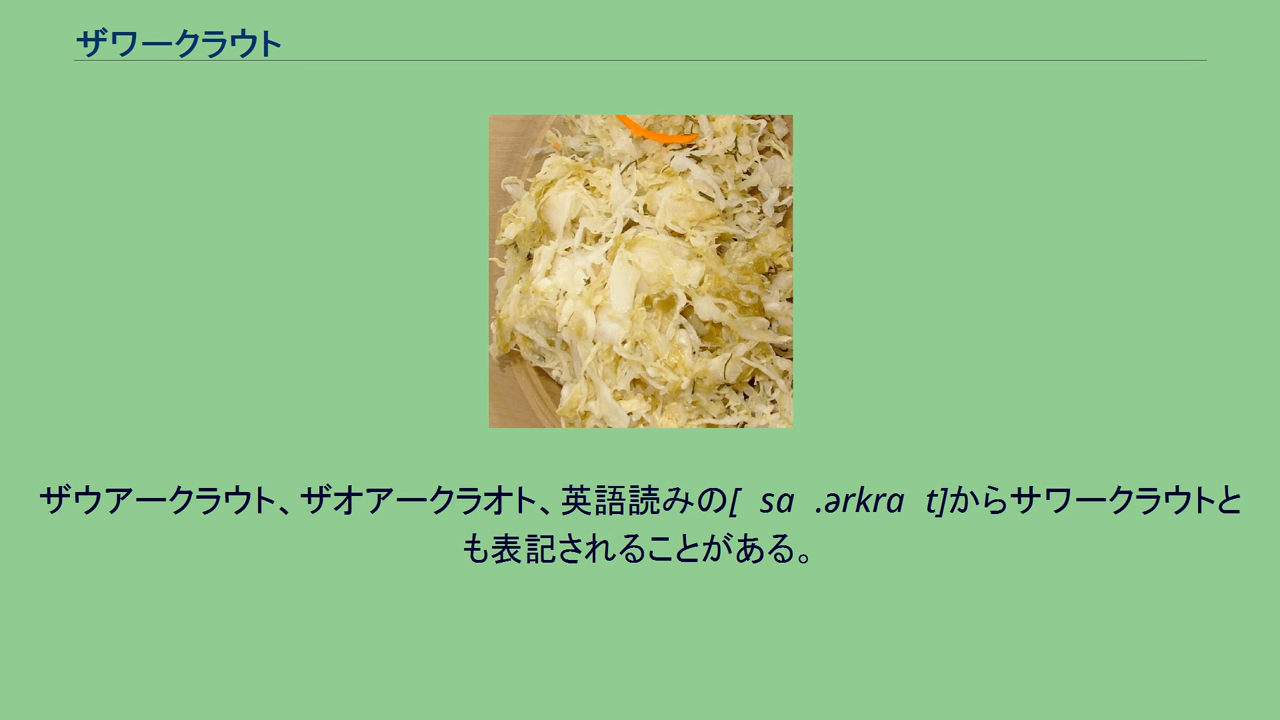 ザワークラウト
ザウアークラウト、ザオアークラオト、英語読みの[ sa .ərkra t]からサワークラウトと
も表記されることがある。